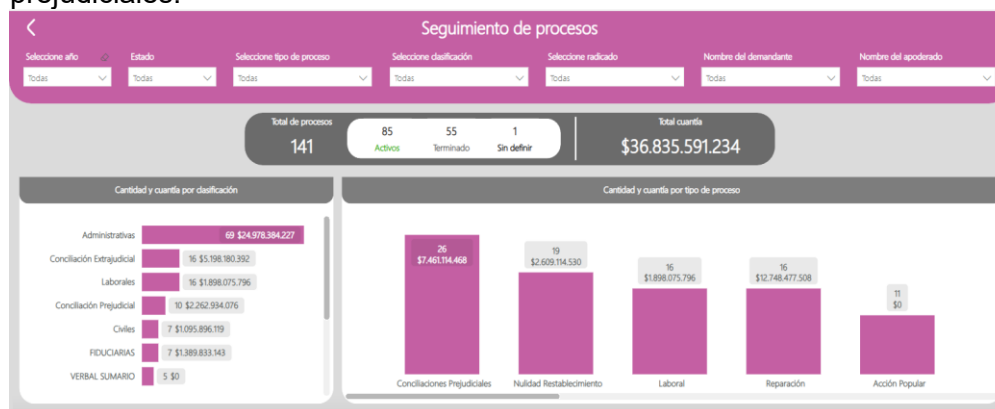 prejudiciales.
Seguimiento de procesos
Seleccione año
Estado
Seleccione tipo de proceso
Seleccione clasificación
Seleccione radicado
Nombre del demandante
Nombre del apoderado
Todas
Todas
Todas
Todas
Todas
Todas
Todas
Total de procesos
141
85
Activos
55
Terminado
1
Sin definir
Total cuantía
$36.835.591.234
Cantidad y cuantía por clasificación
Administrativas 69 $24.978.384.227
Conciliación Extrajudicial 16 $5.198.180.392
Laborales 16 $1.898.075.796
Conciliación Prejudicial 10 $2.262.934.076
Civiles 7 $1.095.896.119
FIDUCIARIAS 7 $1.389.833.143
VERBAL SUMARIO 5 $0
Cantidad y cuantía por tipo de proceso
26
$7.461.114.468
Conciliaciones Prejudiciales
19
$2.609.114.530
Nulidad Restablecimiento
16
$1.898.075.796
Laboral
16
$12.748.477.508
Reparación
11
$0
Acción Popular